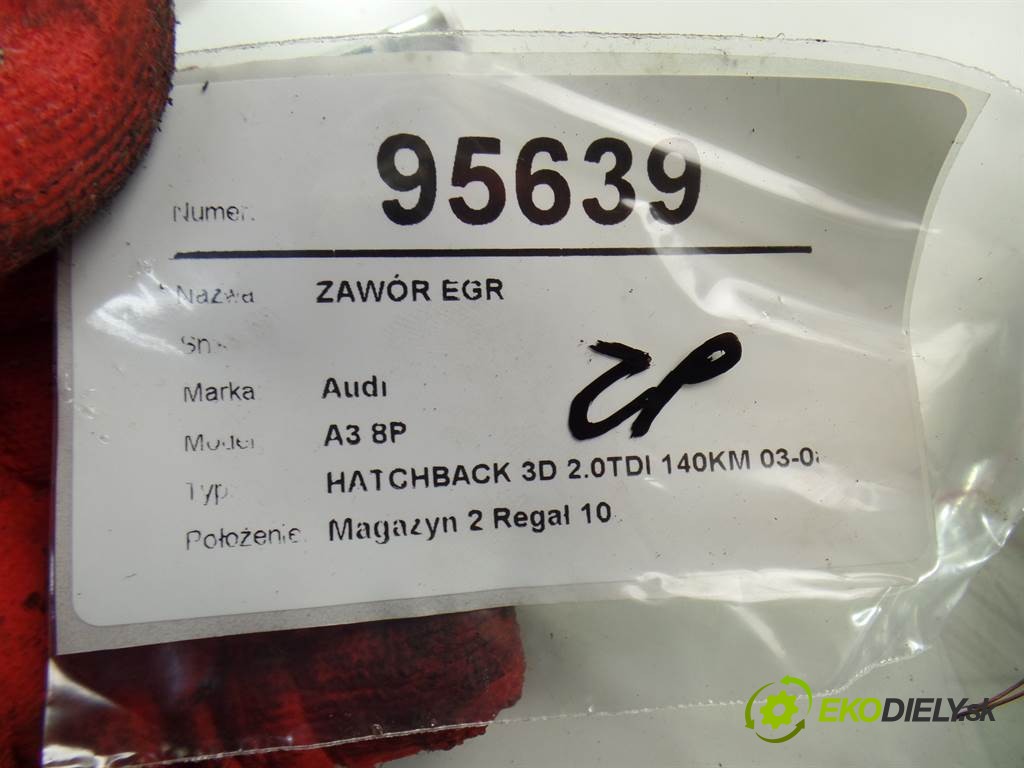 Numer: 95639
Nazwa ZAWÓR EGR
Marka Audi
Model A3 8P
Typ: HATCHBACK 3D 2.0TDI 140KM
Położenie: Magazyn 2 Regał 10
EKODIELY.sk